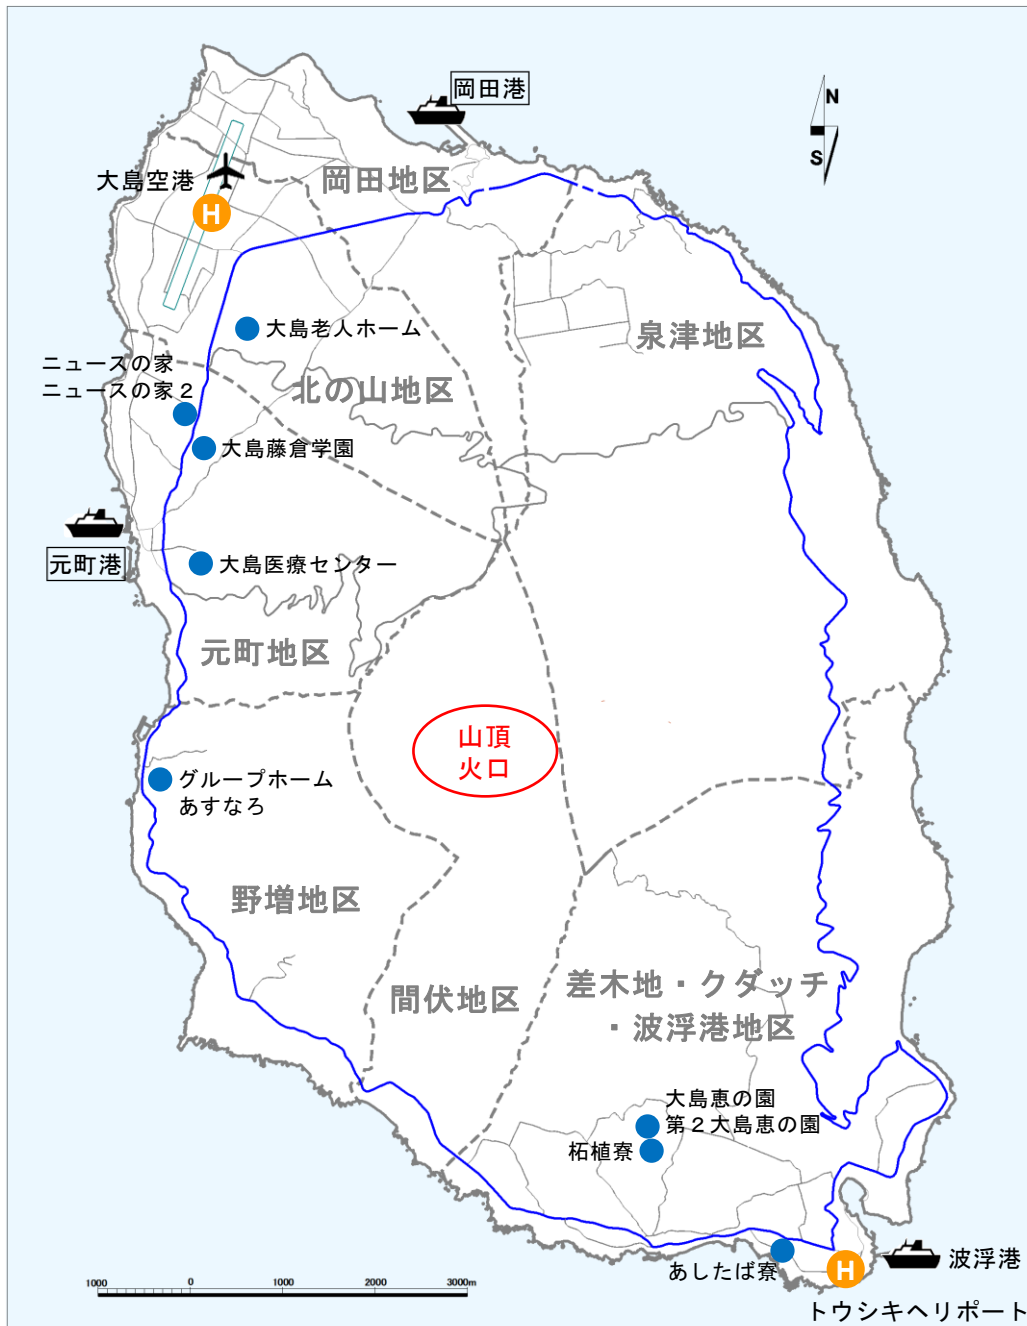 岡田港
N
S
大島空港
H
岡田地区
大島老人ホーム
泉津地区
ニュースの家
ニュースの家２
北の山地区
大島藤倉学園
元町港
大島医療センター
元町地区
山頂
火口
グループホーム
あすなろ
野増地区
間伏地区
差木地・クダッチ
・波浮港地区
大島恵の園
第２大島恵の園
柘植寮
あしたば寮
H
波浮港
トウシキヘリポート
1000 0 1000 2000 3000m